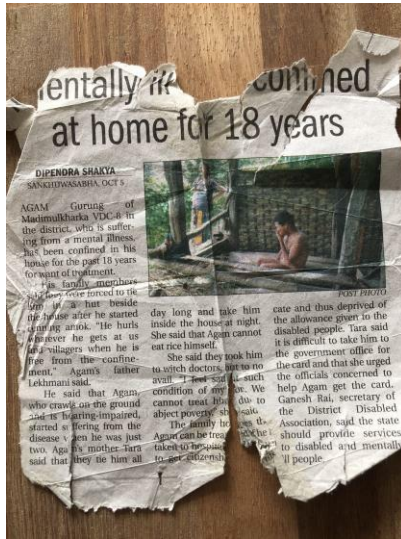 entally confined
at home for 18 years
DIPENDRA SHAKYA
SANKHUWASABHA, OCT 5
AGAM Gurung of
Madimulkharka VDC-8 in
the district, who is suffer-
ing from a mental illness,
has been confined in his
house for the past 18 years
for want of treatment.
His family members
said they were forced to tie
him in a hut beside
the house after he started
running amok. "He hurls
whatever he gets at us
and villagers when he is
free from the confine-
ment," Agam's father
Lekhmani said.
He said that Agam,
who crawls on the ground
and is hearing-impaired,
started suffering from the
disease when he was just
two. Agam's mother Tara
said that they tie him all
POST PHOTO
day long and take him
inside the house at night.
She said that Agam cannot
eat rice himself.
She said they took him
to witch doctors, but to no
avail. "I feel sad at such
condition of my son. We
cannot treat him due to
abject poverty," said
The family
Agam can be
taken to
to get
cate and thus deprived of
the allowance given to the
disabled people. Tara said
it is difficult to take him to
the government office for
the card and that she urged
the officials concerned to
help Agam get the card.
Ganesh Rai, secretary of
the District Disabled
Association, said the state
should provide services
to disabled and mentally
ill people.